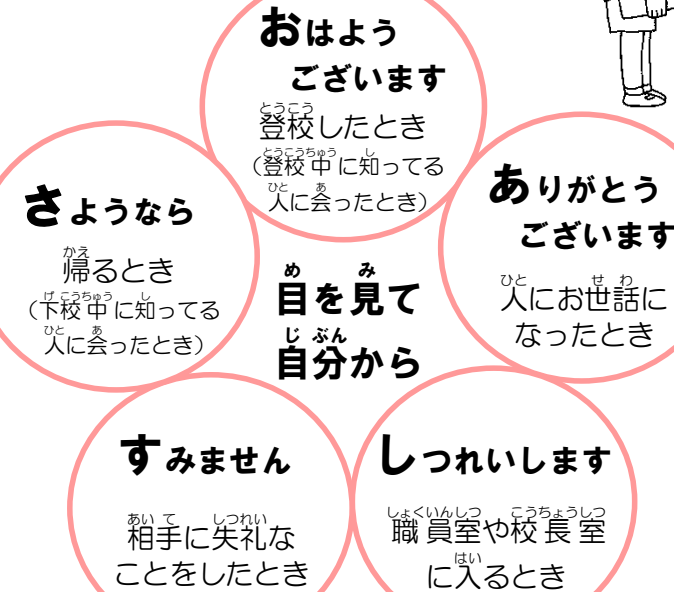 おはよう
ございます
登校したとき
（登校中に知ってる
人に会ったとき）
ありがとう
ございます
人にお世話に
なったとき
さようなら
帰るとき
（下校中に知ってる
人に会ったとき）
目を見て
自分から
すみません
相手に失礼な
ことをしたとき
しつれいします
職員室や校長室
に入るとき